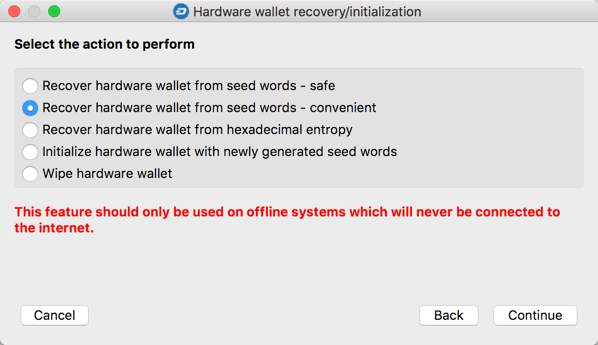 Hardware wallet recovery/initialization
Select the action to perform
Recover hardware wallet from seed words - safe
Recover hardware wallet from seed words - convenient
Recover hardware wallet from hexadecimal entropy
Initialize hardware wallet with newly generated seed words
Wipe hardware wallet
This feature should only be used on offline systems which will never be connected to
the internet.
Cancel Back Continue